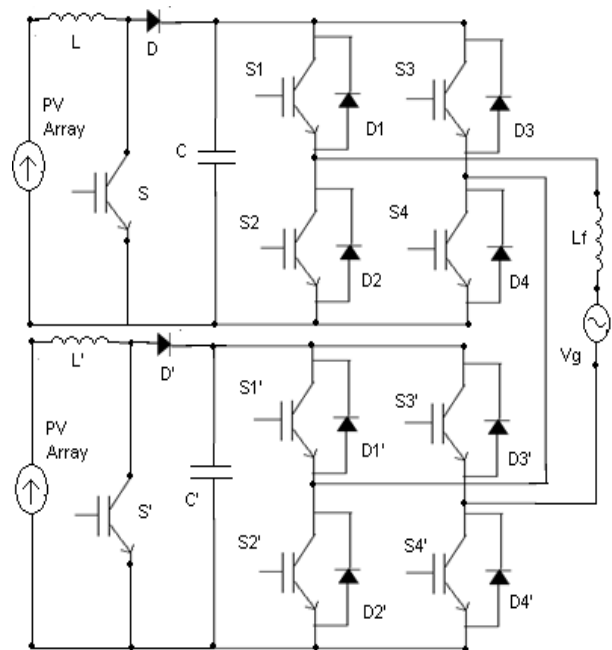 L
D
PV
Array
S
C
S1
D1
S3
D3
S2
D2
S4
D4
Lf
Vg
L'
D'
PV
Array
S'
C'
S1'
D1'
S3'
D3'
S2'
D2'
S4'
D4'